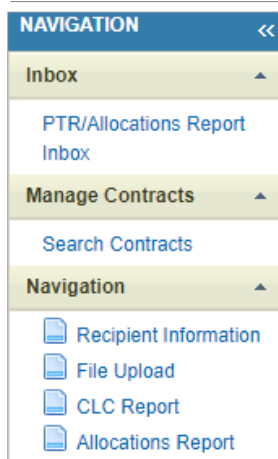 NAVIGATION «
Inbox
PTR/Allocations Report
Inbox
Manage Contracts
Search Contracts
Navigation
Recipient Information
File Upload
CLC Report
Allocations Report